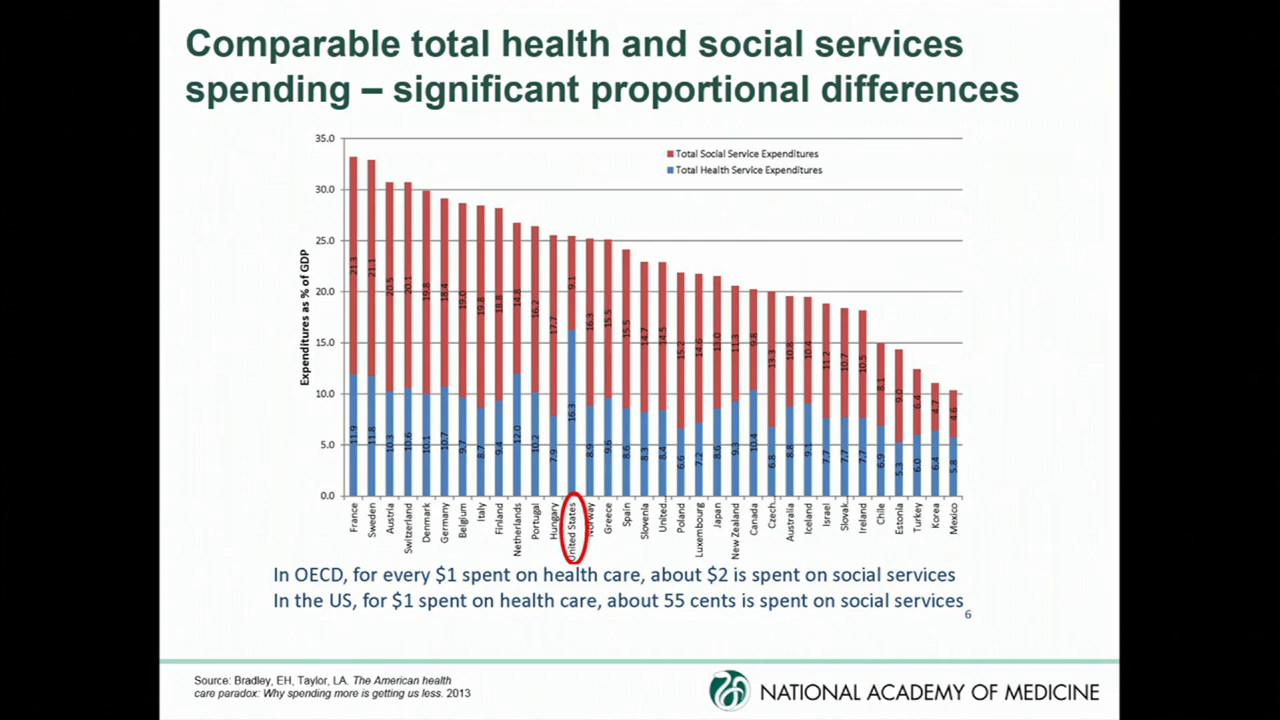 Comparable total health and social services
spending – significant proportional differences
35.0
30.0
25.0
20.0
15.0
10.0
5.0
0.0
Expenditures as % of GDP
Total Social Service Expenditures
Total Health Service Expenditures
21.3 21.1 20.5 20.1 19.8 18.4 19.0 19.8 18.8 14.8 16.2 17.7 9.1 16.3 15.5 15.5 14.7 14.5 15.2 14.6 13.0 11.3 9.8 13.3 10.8 10.4 11.2 10.7 10.5 8.1 9.0 6.4 4.7 4.6
11.9 11.8 10.3 10.6 10.1 10.7 9.7 8.7 9.4 12.0 10.2 7.9 16.3 8.9 9.6 8.6 8.3 8.4 6.6 7.2 8.6 9.3 10.4 6.8 8.8 9.1 7.7 7.7 7.7 6.9 5.3 6.0 6.4 5.8
France
Sweden
Austria
Switzerland
Denmark
Germany
Belgium
Italy
Finland
Netherlands
Portugal
Hungary
United States
Norway
Greece
Spain
Slovenia
United...
Poland
Luxembourg
Japan
New Zealand
Canada
Czech...
Australia
Iceland
Israel
Slovak...
Ireland
Chile
Estonia
Turkey
Korea
Mexico
In OECD, for every $1 spent on health care, about $2 is spent on social services
In the US, for $1 spent on health care, about 55 cents is spent on social services
6
Source: Bradley, EH, Taylor, LA. The American health
care paradox: Why spending more is getting us less. 2013
NATIONAL ACADEMY OF MEDICINE